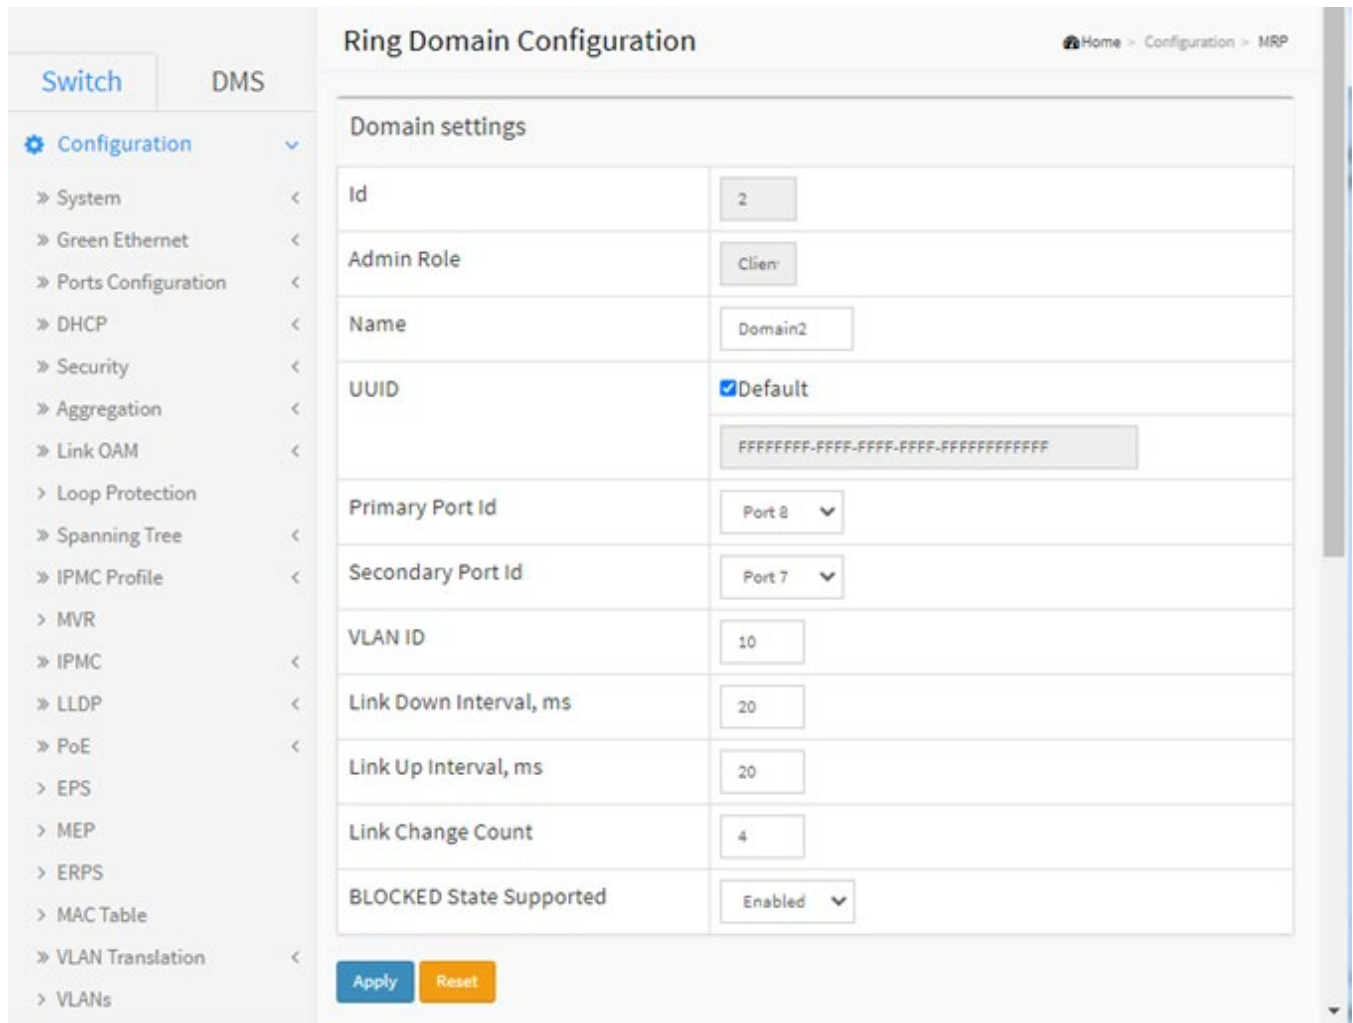 Ring Domain Configuration
Home > Configuration > MRP
Switch
DMS
Configuration
System
Green Ethernet
Ports Configuration
DHCP
Security
Aggregation
Link OAM
Loop Protection
Spanning Tree
IPMC Profile
MVR
IPMC
LLDP
PoE
EPS
MEP
ERPS
MAC Table
VLAN Translation
VLANs
Domain settings
Id 2
Admin Role Clien
Name Domain2
UUID Default
FFFFFFFF-FFFF-FFFF-FFFF-FFFFFFFFFFFF
Primary Port Id Port 8
Secondary Port Id Port 7
VLAN ID 10
Link Down Interval, ms 20
Link Up Interval, ms 20
Link Change Count 4
BLOCKED State Supported Enabled
Apply Reset